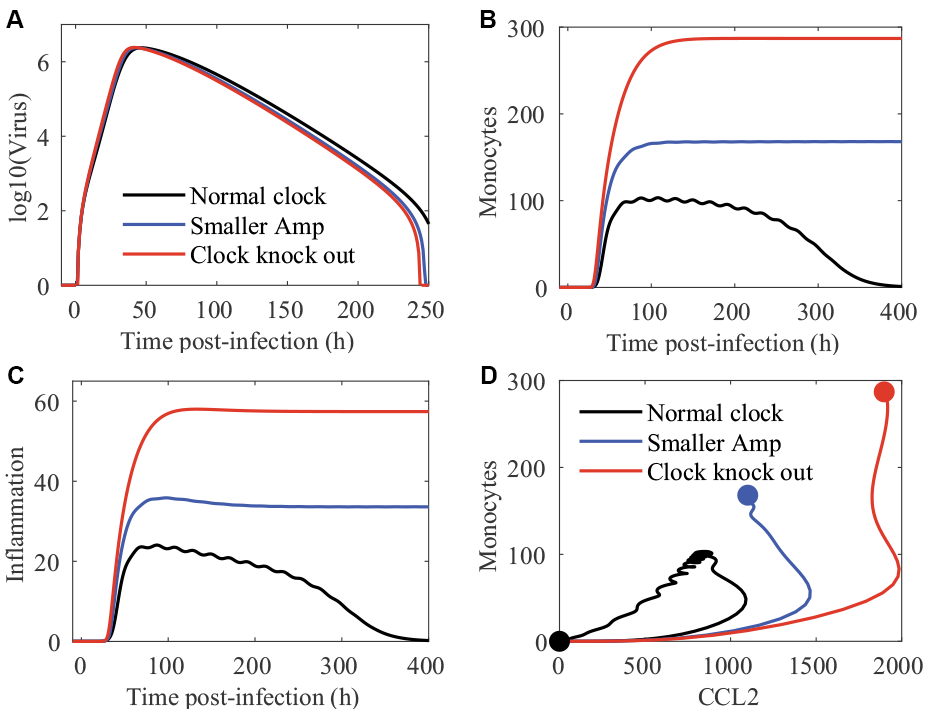 A
log10(Virus)
6
4
2
0
Normal clock
Smaller Amp
Clock knock out
0 50 100 150 200 250
Time post-infection (h)
B
Monocytes
300
200
100
0
0 100 200 300 400
Time post-infection (h)
C
Inflammation
60
40
20
0
0 100 200 300 400
Time post-infection (h)
D
Monocytes
300
200
100
0
Normal clock
Smaller Amp
Clock knock out
0 500 1000 1500 2000
CCL2